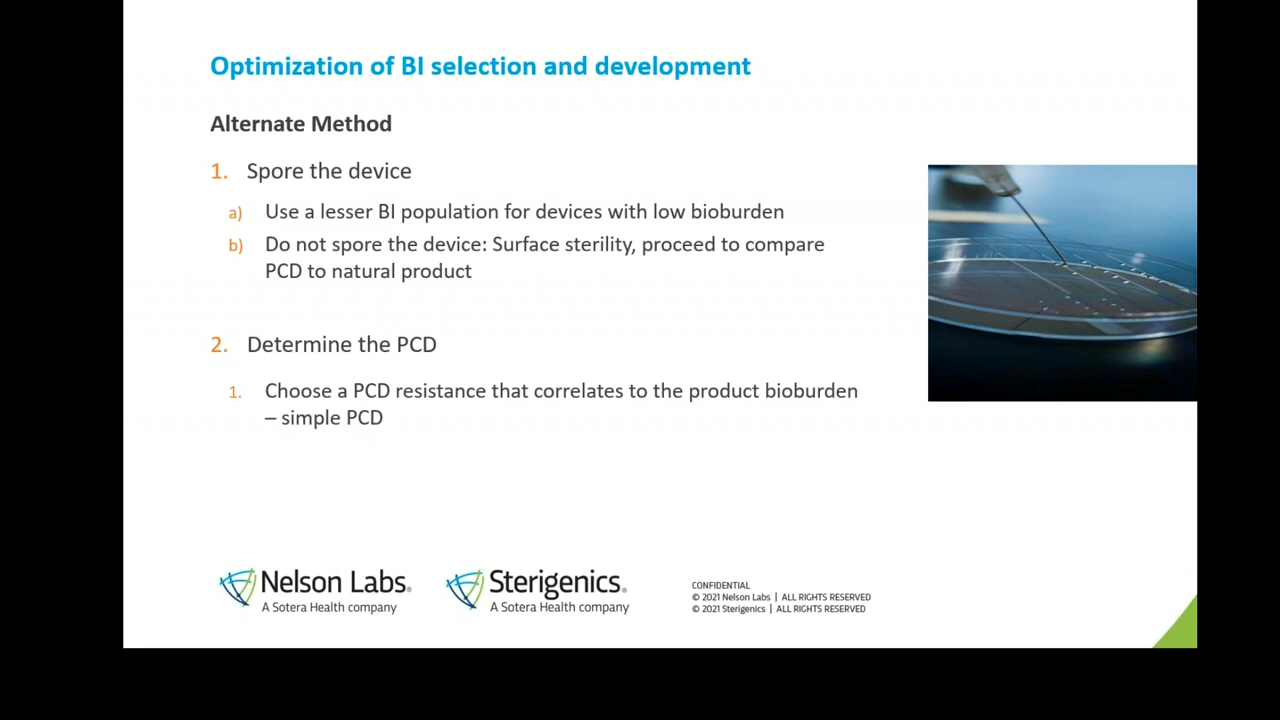 Optimization of BI selection and development
Alternate Method
1. Spore the device
a) Use a lesser BI population for devices with low bioburden
b) Do not spore the device: Surface sterility, proceed to compare
PCD to natural product
2. Determine the PCD
1. Choose a PCD resistance that correlates to the product bioburden
– simple PCD
Nelson Labs®
A Sotera Health company
Sterigenics®
A Sotera Health company
CONFIDENTIAL
© 2021 Nelson Labs | ALL RIGHTS RESERVED
© 2021 Sterigenics | ALL RIGHTS RESERVED